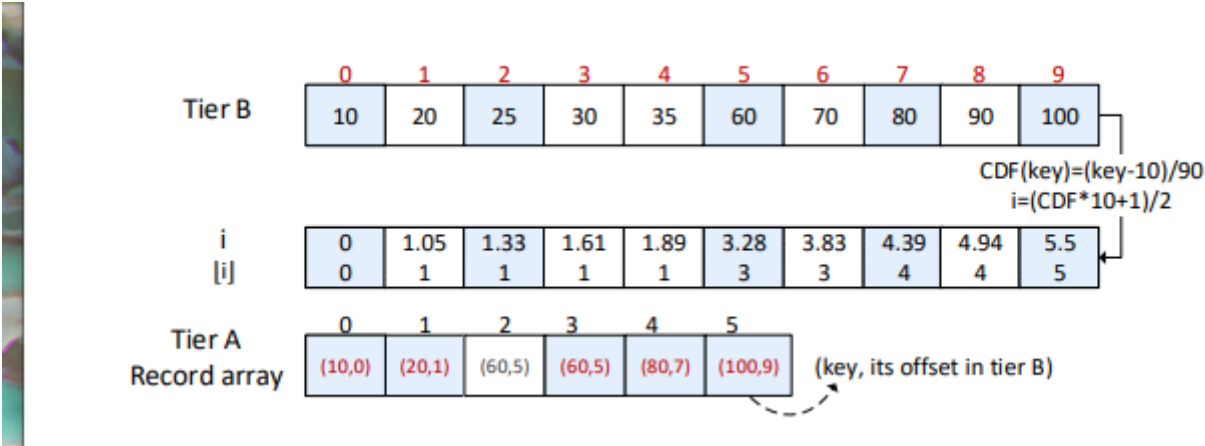 0 1 2 3 4 5 6 7 8 9
Tier B 10 20 25 30 35 60 70 80 90 100
CDF(key)=(key-10)/90
i=(CDF*10+1)/2
i 0 1.05 1.33 1.61 1.89 3.28 3.83 4.39 4.94 5.5
⌊i⌋ 0 1 1 1 1 3 3 4 4 5
0 1 2 3 4 5
Tier A
Record array (10,0) (20,1) (60,5) (60,5) (80,7) (100,9) (key, its offset in tier B)